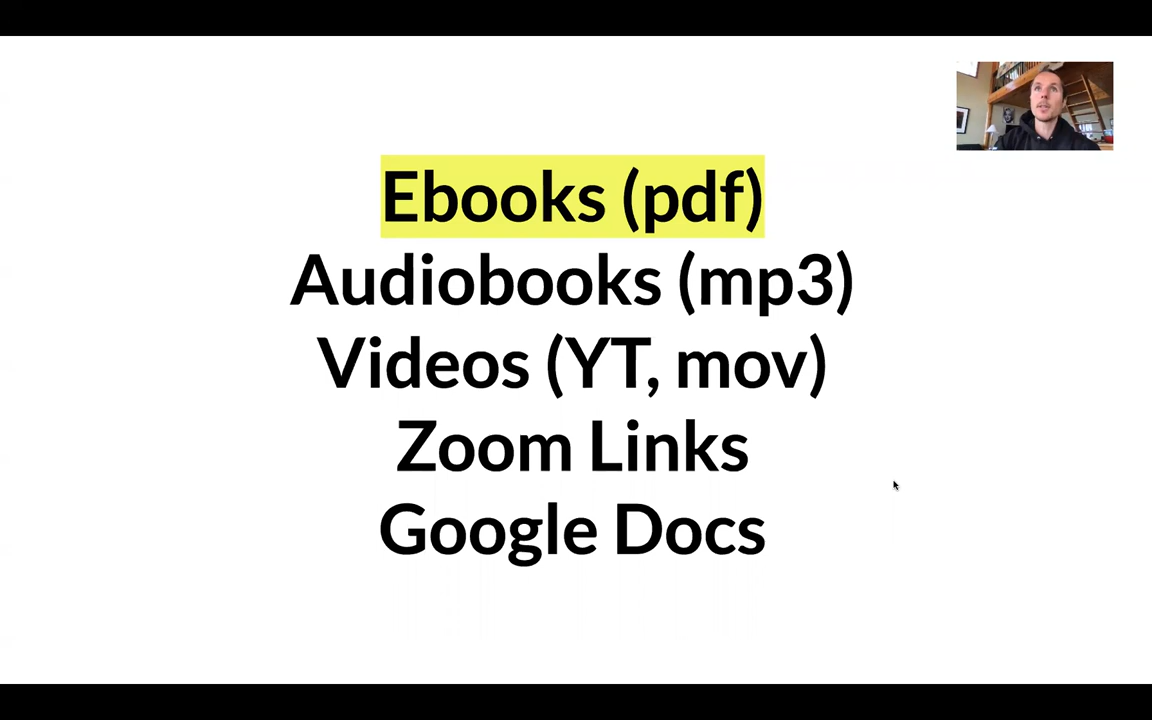 Ebooks (pdf)
Audiobooks (mp3)
Videos (YT, mov)
Zoom Links
Google Docs